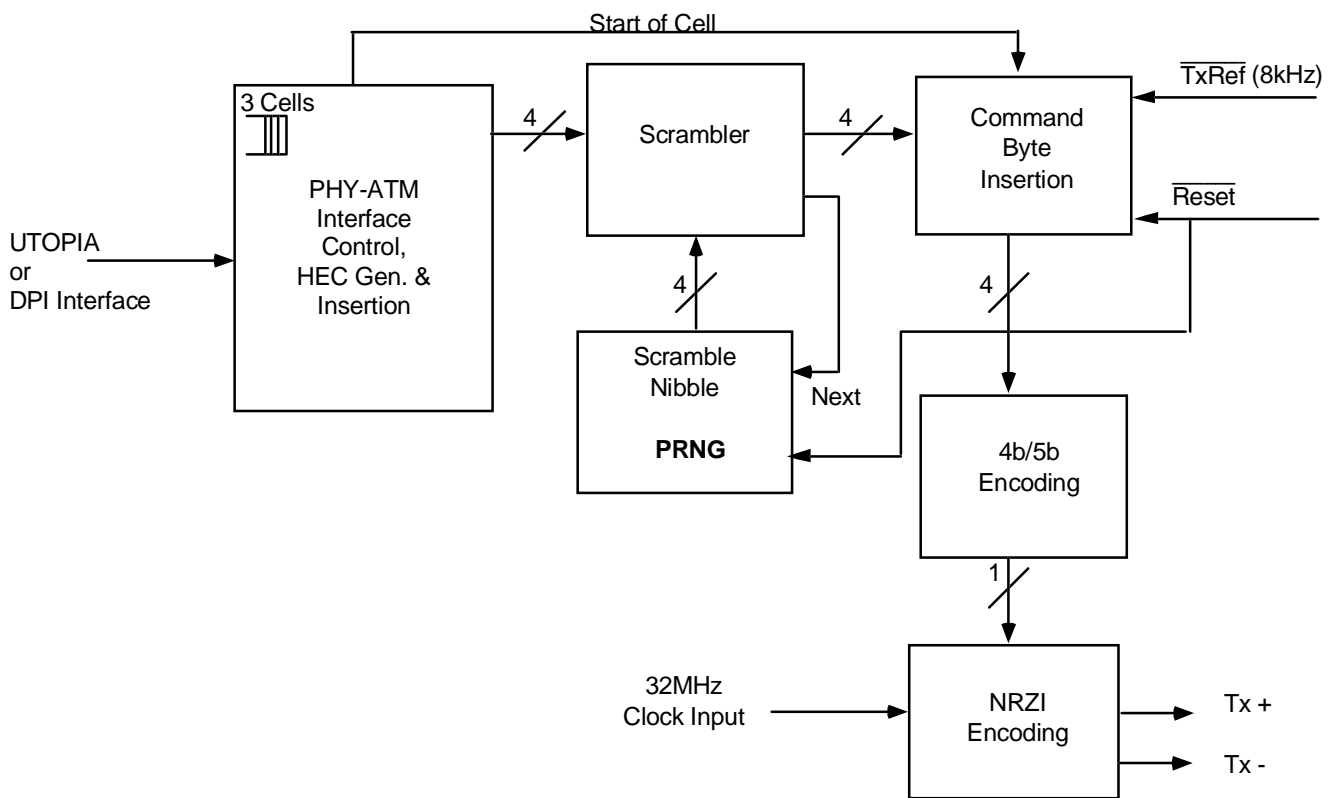 Start of Cell
3 Cells
4
Scrambler
4
Command
Byte
Insertion
TxRef (8kHz)
Reset
PHY-ATM
Interface
Control,
HEC Gen. &
Insertion
UTOPIA
or
DPI Interface
4
4
Scramble
Nibble
PRNG
Next
4b/5b
Encoding
1
32MHz
Clock Input
NRZI
Encoding
Tx +
Tx -